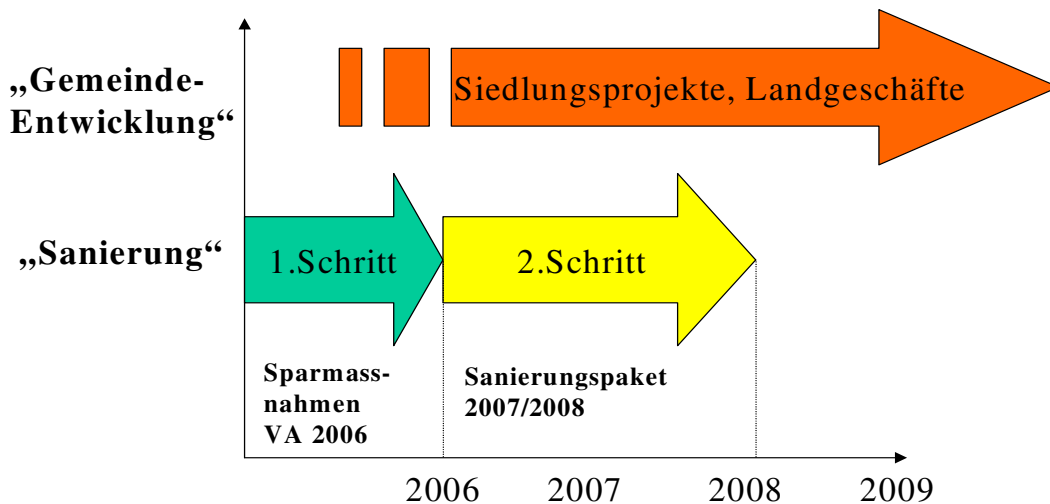 „Gemeinde-
Entwicklung“
Siedlungsprojekte, Landgeschäfte
„Sanierung“
1.Schritt
2.Schritt
Sparmass-
nahmen
VA 2006
Sanierungspaket
2007/2008
2006 2007 2008 2009